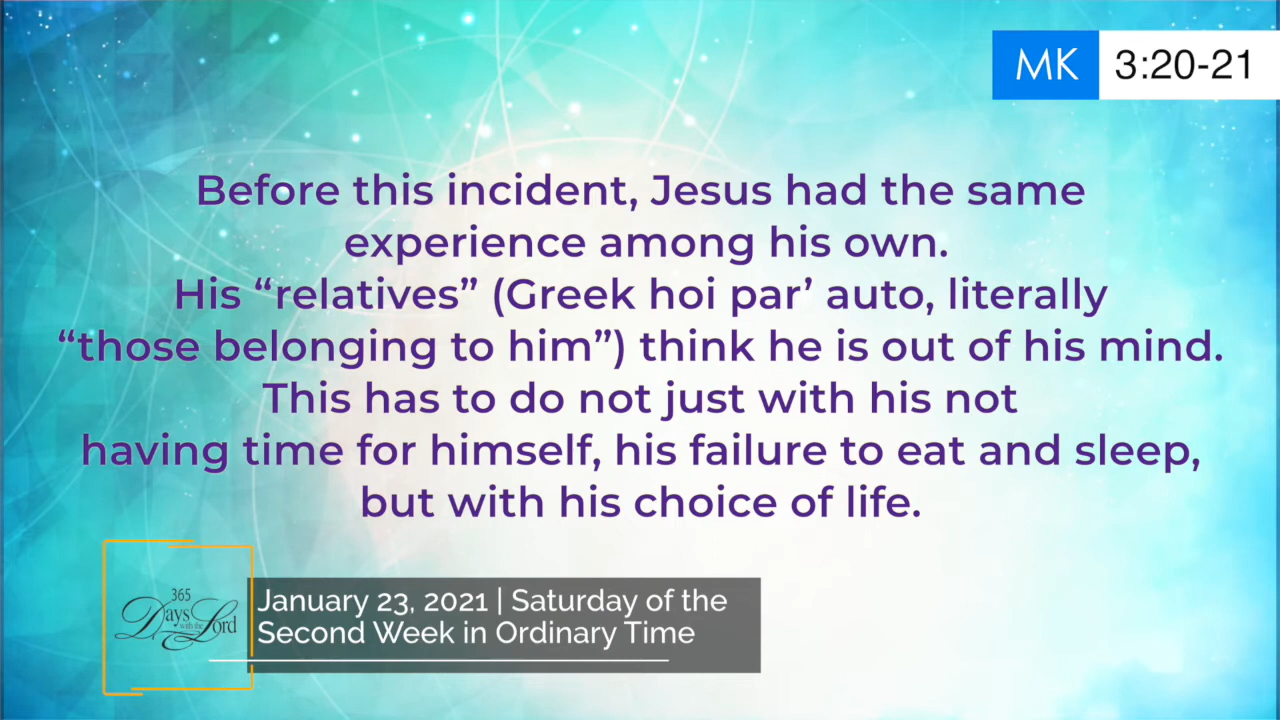 MK 3:20-21
Before this incident, Jesus had the same
experience among his own.
His “relatives” (Greek hoi par’ auto, literally
“those belonging to him”) think he is out of his mind.
This has to do not just with his not
having time for himself, his failure to eat and sleep,
but with his choice of life.
365
Days with the Lord
January 23, 2021 | Saturday of the
Second Week in Ordinary Time